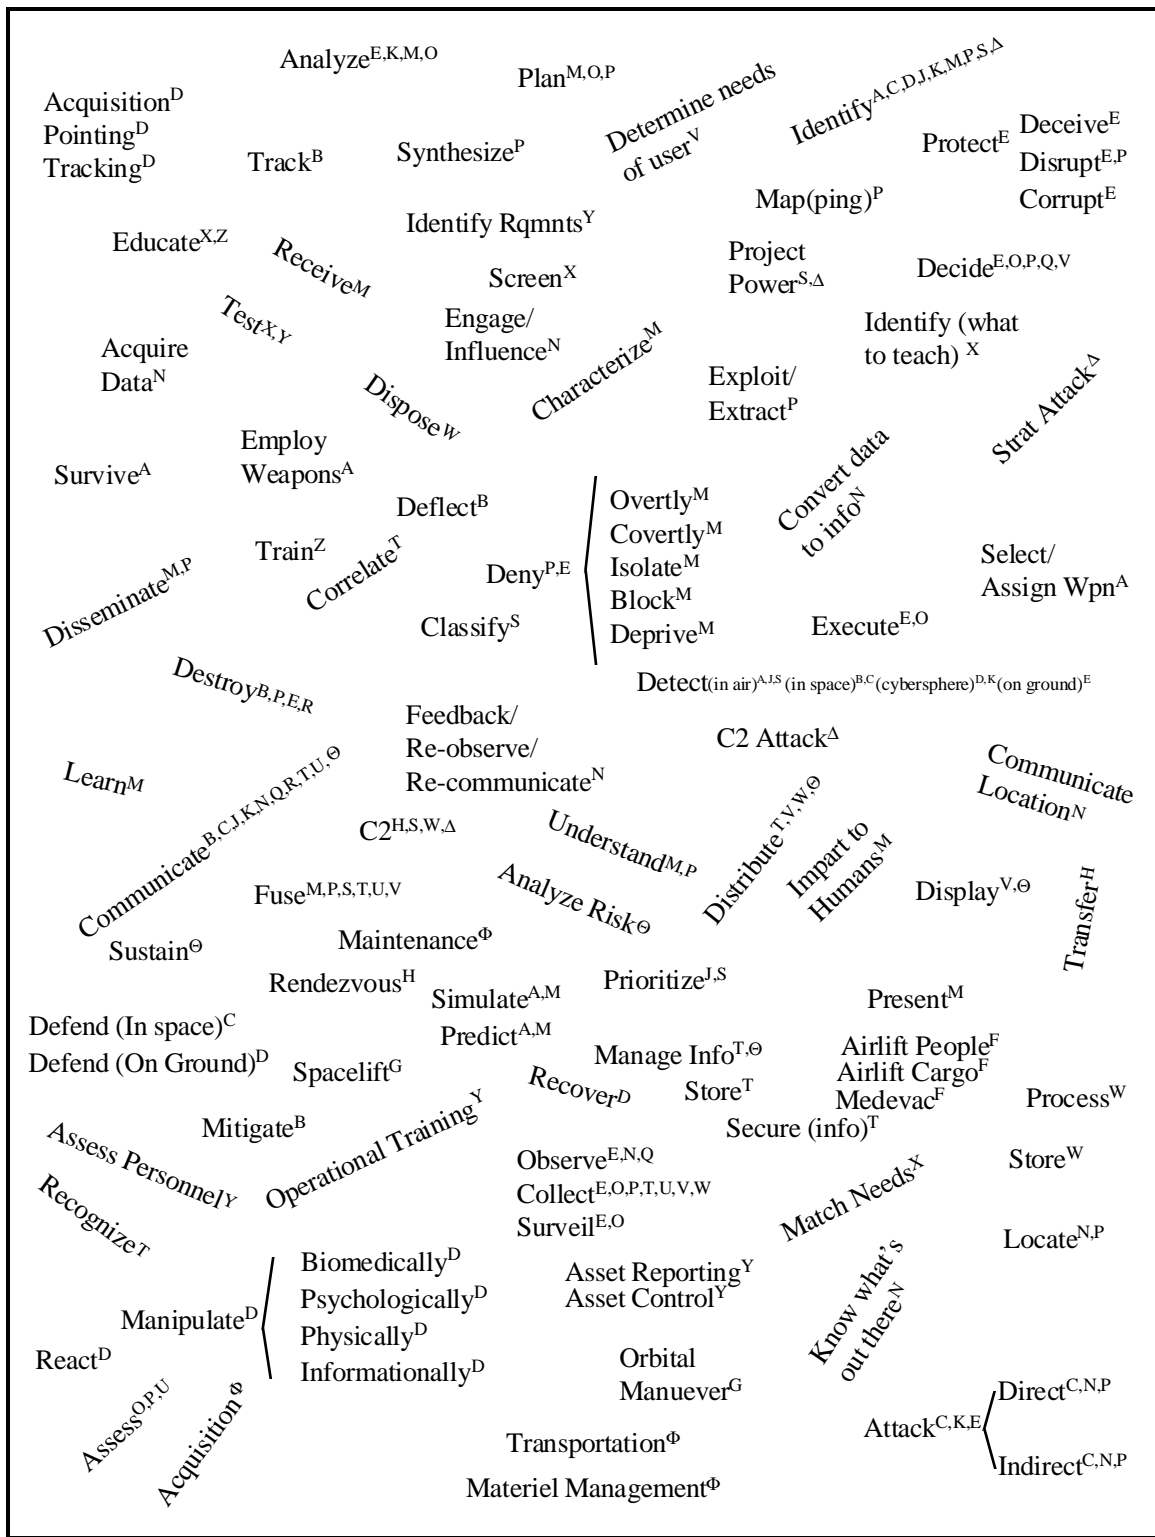 Analyze^E,K,M,O
Plan^M,O,P
Determine needs
of user^V
Identify^A,C,D,J,K,M,P,S,Δ
Acquisition^D
Pointing^D
Tracking^D
Track^B
Synthesize^P
Protect^E
Deceive^E
Disrupt^E,P
Corrupt^E
Map(ping)^P
Educate^X,Z
Receive^M
Identify Rqmnts^Y
Screen^X
Project
Power^S,Δ
Decide^E,O,P,Q,V
Test^X,Y
Engage/
Influence^N
Characterize^M
Identify (what
to teach) ^X
Acquire
Data^N
Dispose^W
Exploit/
Extract^P
Strat Attack^Δ
Survive^A
Employ
Weapons^A
Deflect^B
Convert data
to info^N
Train^Z
Correlate^T
Deny^P,E
Overtly^M
Covertly^M
Isolate^M
Block^M
Deprive^M
Select/
Assign Wpn^A
Disseminate^M,P
Classify^S
Execute^E,O
Destroy^B,P,E,R
Detect(in air)^A,J,S (in space)^B,C (cybersphere)^D,K (on ground)^E
Feedback/
Re-observe/
Re-communicate^N
C2 Attack^Δ
Learn^M
Communicate^B,C,J,K,N,Q,R,T,U,Θ
Communicate
Location^N
C2^H,S,W,Δ
Understand^M,P
Distribute^T,V,W,Θ
Impart to
Humans^M
Fuse^M,P,S,T,U,V
Analyze Risk^Θ
Display^V,Θ
Transfer^H
Sustain^Θ
Maintenance^Φ
Rendezvous^H
Simulate^A,M
Predict^A,M
Prioritize^J,S
Present^M
Defend (In space)^C
Defend (On Ground)^D
Spacelift^G
Recover^D
Manage Info^T,Θ
Store^T
Airlift People^F
Airlift Cargo^F
Medevac^F
Process^W
Mitigate^B
Operational Training^Y
Secure (info)^T
Assess Personnel^Y
Observe^E,N,Q
Collect^E,O,P,T,U,V,W
Surveil^E,O
Match Needs^X
Store^W
Recognize^T
Locate^N,P
Manipulate^D
Biomedically^D
Psychologically^D
Physically^D
Informationally^D
Asset Reporting^Y
Asset Control^Y
Know what's
out there^N
React^D
Orbital
Manuever^G
Assess^O,P,U
Acquisition^Φ
Attack^C,K,E
Direct^C,N,P
Indirect^C,N,P
Transportation^Φ
Materiel Management^Φ